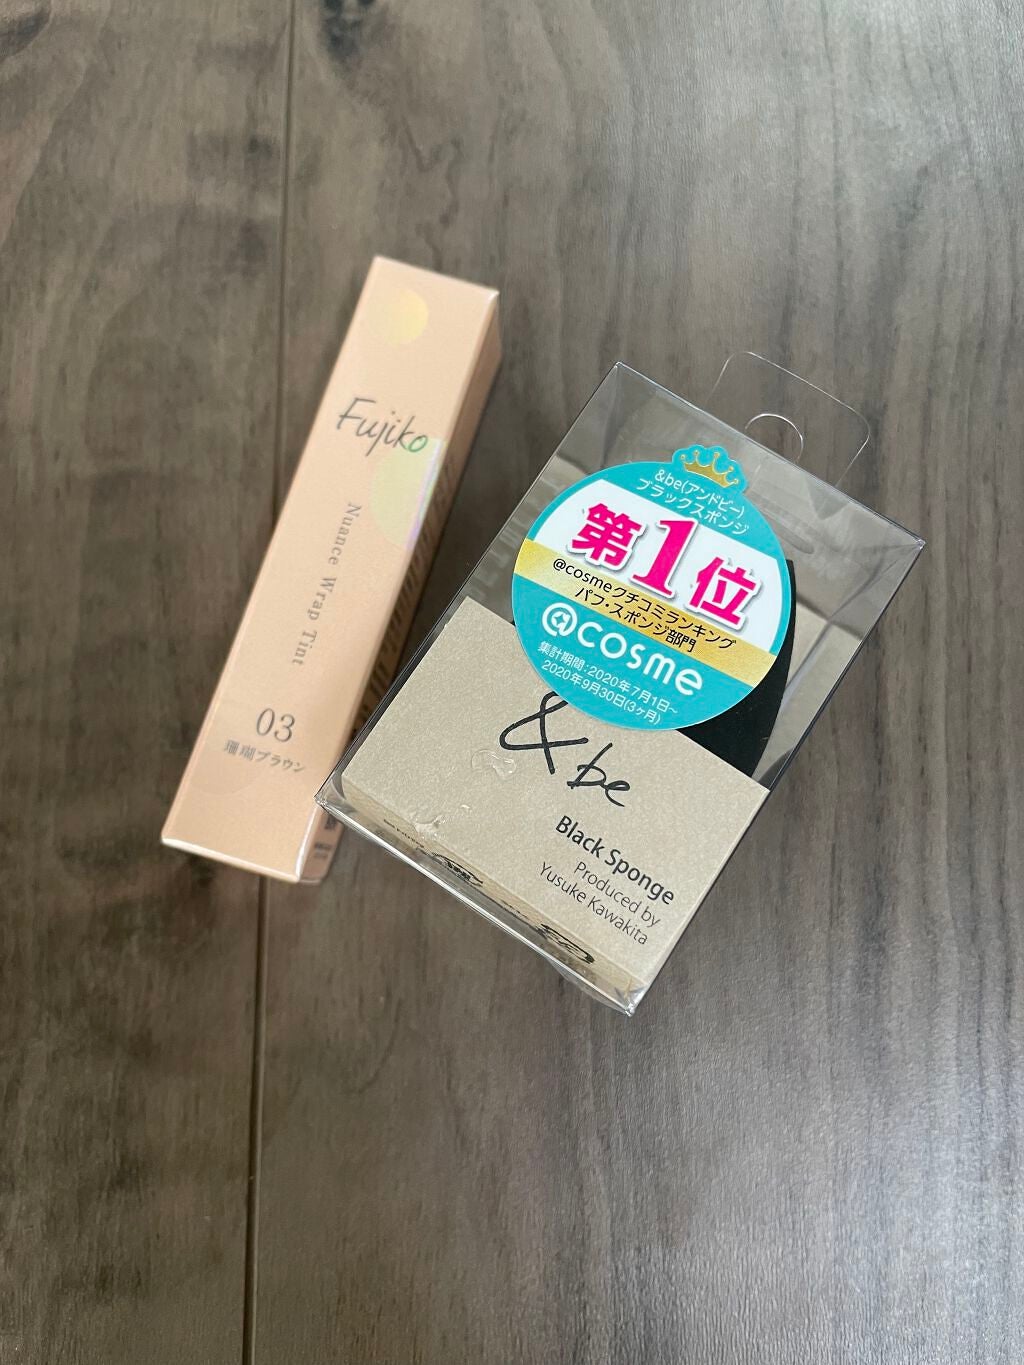 Fujiko
Nuance Wrap Tint
03
珊瑚ブラウン
&be(アンドビー)
ブラックスポンジ
第1位
@cosmeクチコミランキング
パフ・スポンジ部門
@cosme
集計期間:2020年7月1日~
2020年9月30日(3ヶ月)
&be
Black Sponge
Produced by
Yusuke Kawakita